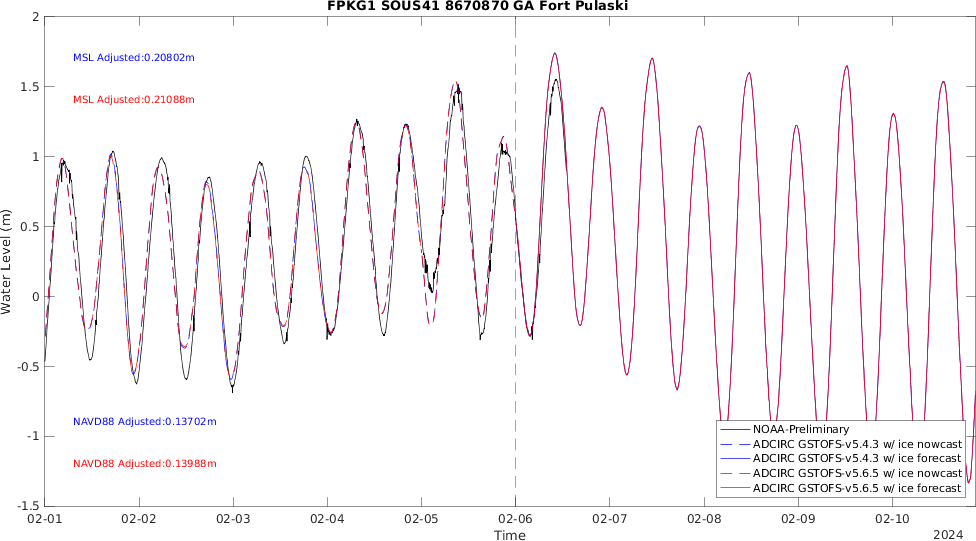 FPKG1 SOUS41 8670870 GA Fort Pulaski
MSL Adjusted:0.20802m
MSL Adjusted:0.21088m
NAVD88 Adjusted:0.13702m
NAVD88 Adjusted:0.13988m
Water Level (m)
2
1.5
1
0.5
0
-0.5
-1
-1.5
NOAA-Preliminary
ADCIRC GSTOFS-v5.4.3 w/ ice nowcast
ADCIRC GSTOFS-v5.4.3 w/ ice forecast
ADCIRC GSTOFS-v5.6.5 w/ ice nowcast
ADCIRC GSTOFS-v5.6.5 w/ ice forecast
02-01 02-02 02-03 02-04 02-05 02-06 02-07 02-08 02-09 02-10
Time
2024